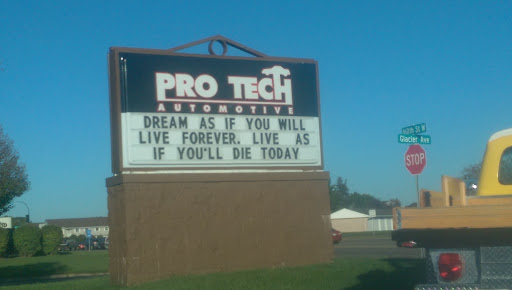 PRO TECH
AUTOMOTIVE
DREAM AS IF YOU WILL
LIVE FOREVER. LIVE AS
IF YOU'LL DIE TODAY
Glacier Ave
STOP